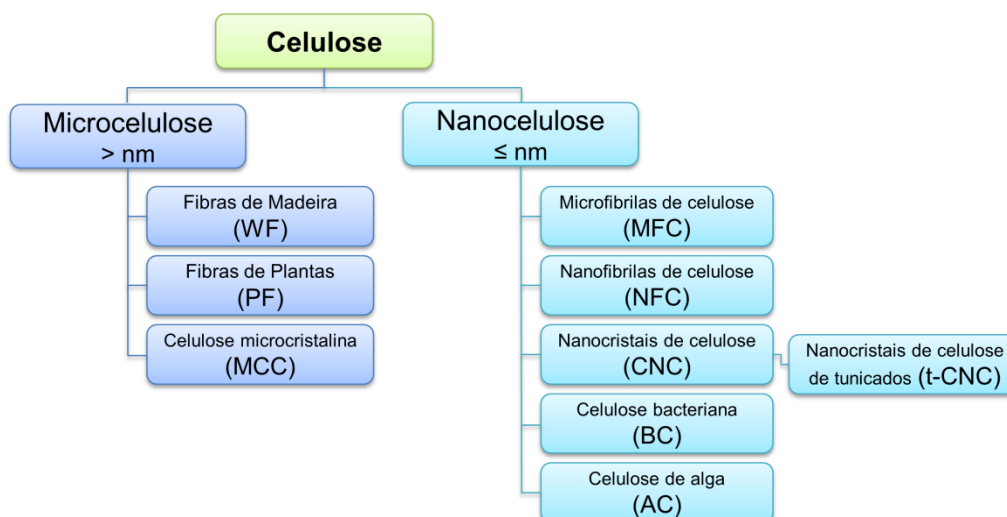 Celulose
Microcelulose
> nm
Nanocelulose
≤ nm
Fibras de Madeira
(WF)
Fibras de Plantas
(PF)
Celulose microcristalina
(MCC)
Microfibrilas de celulose
(MFC)
Nanofibrilas de celulose
(NFC)
Nanocristais de celulose
(CNC)
Nanocristais de celulose
de tunicados (t-CNC)
Celulose bacteriana
(BC)
Celulose de alga
(AC)